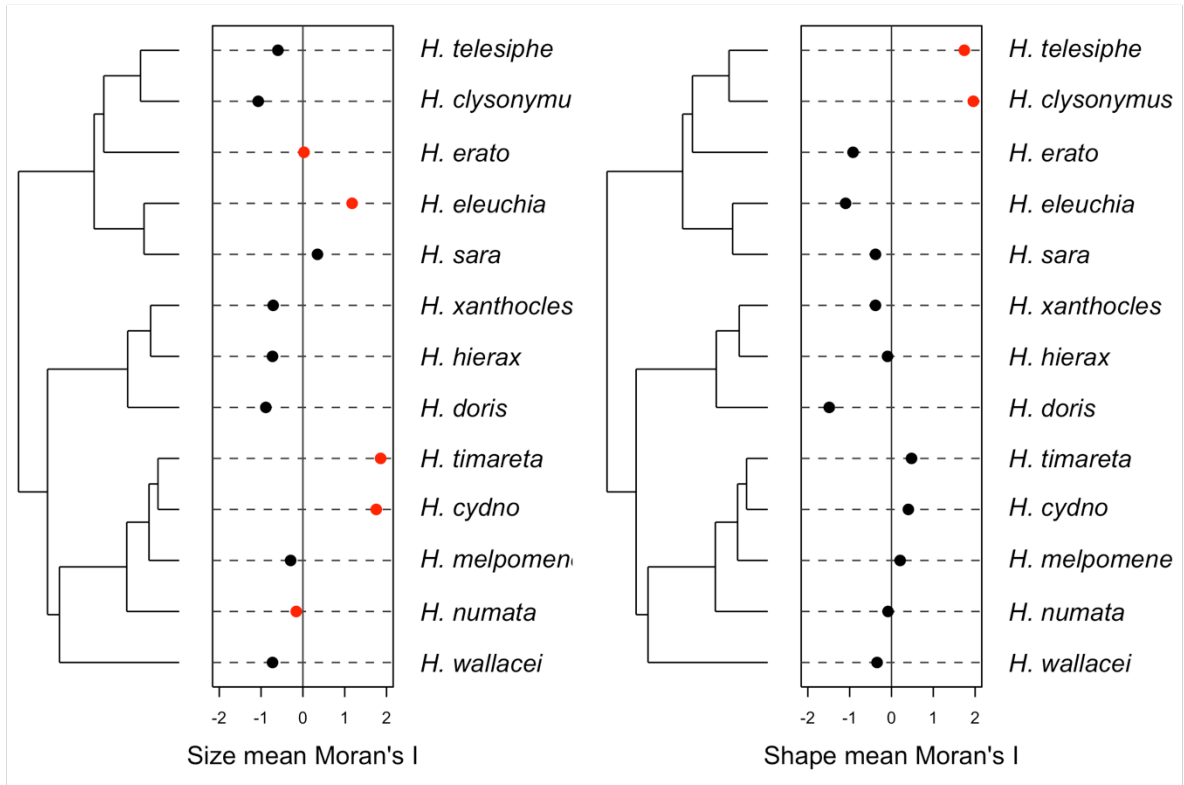 H. telesiphe
H. clysonymu
H. erato
H. eleuchia
H. sara
H. xanthocles
H. hierax
H. doris
H. timareta
H. cydno
H. melpomen
H. numata
H. wallacei
-2 -1 0 1 2
Size mean Moran's I
H. telesiphe
H. clysonymus
H. erato
H. eleuchia
H. sara
H. xanthocles
H. hierax
H. doris
H. timareta
H. cydno
H. melpomene
H. numata
H. wallacei
-2 -1 0 1 2
Shape mean Moran's I